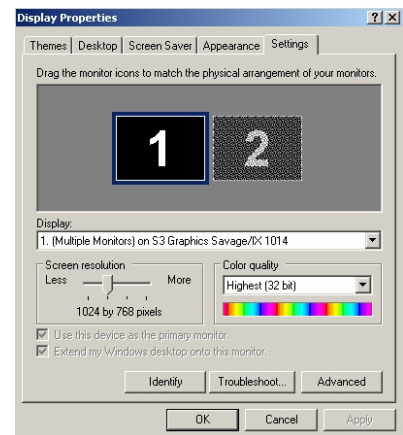 Display Properties
Themes Desktop Screen Saver Appearance Settings
Drag the monitor icons to match the physical arrangement of your monitors.
1 2
Display:
1. (Multiple Monitors) on S3 Graphics Savage/IX 1014
Screen resolution Color quality
Less More Highest (32 bit)
1024 by 768 pixels
Use this device as the primary monitor.
Extend my Windows desktop onto this monitor.
Identify Troubleshoot... Advanced
OK Cancel Apply